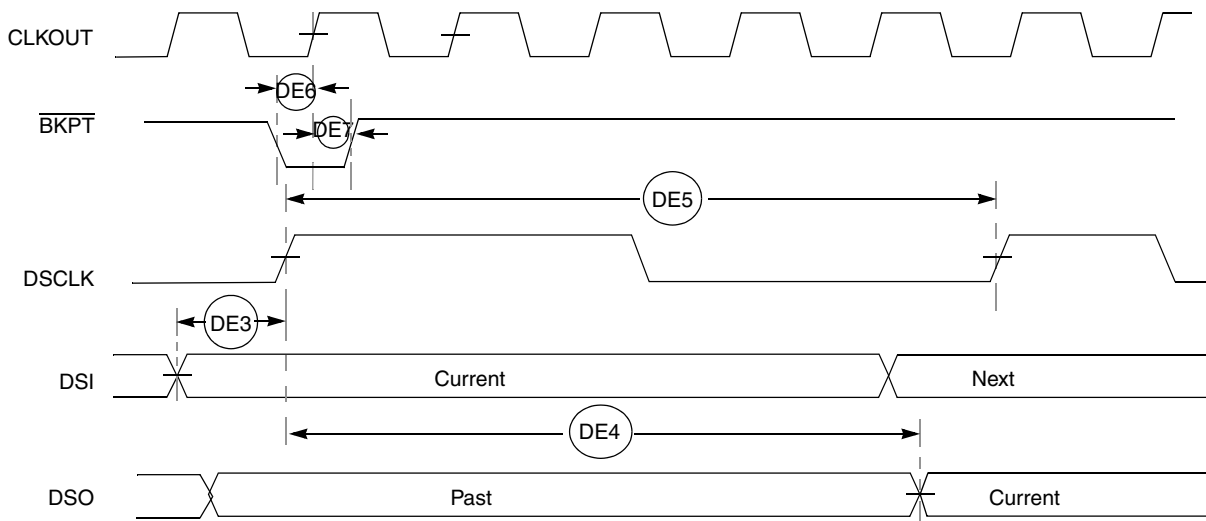 CLKOUT
DE6
BKPT
DE7
DE5
DSCLK
DE3
DSI
Current
Next
DE4
DSO
Past
Current